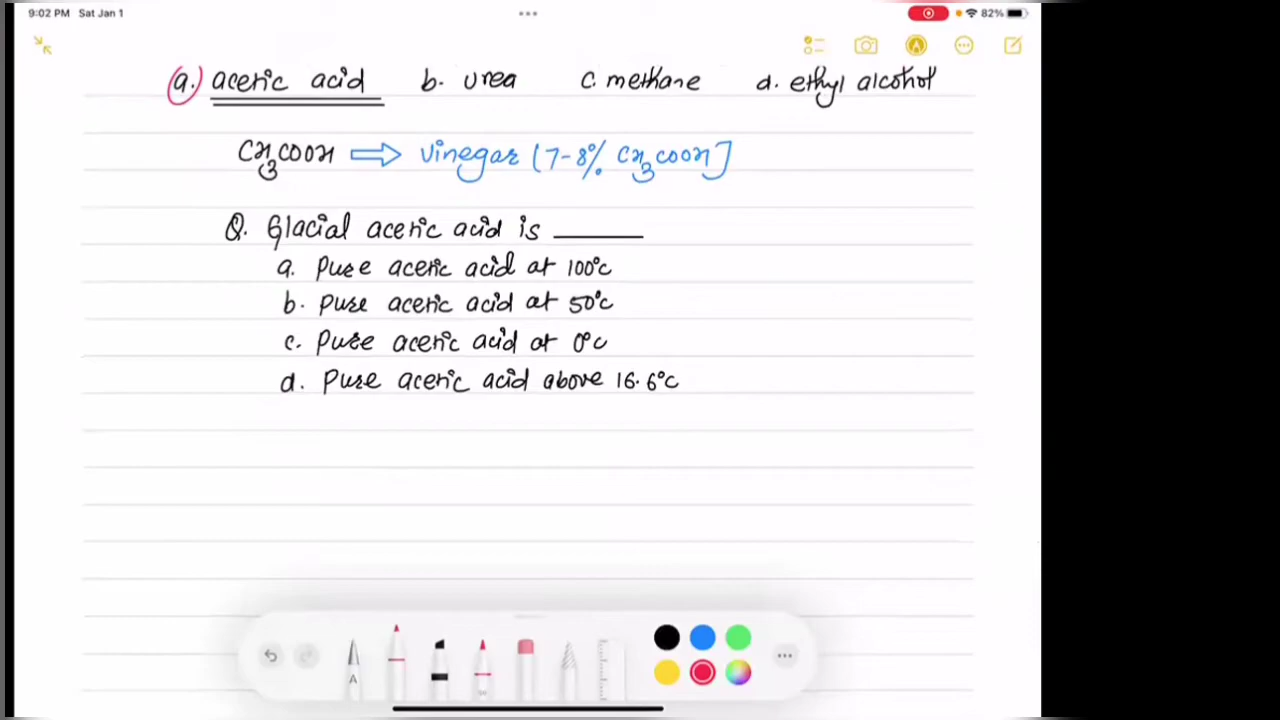 9:02 PM Sat Jan 1 82%
a. acetic acid b. urea c. methane d. ethyl alcohol
CH3COOH ⇒ vinegar [7-8% CH3COOH]
Q. Glacial acetic acid is ______
a. Pure acetic acid at 100°c
b. Pure acetic acid at 50°c
c. Pure acetic acid at 0°c
d. Pure acetic acid above 16.6°c
A